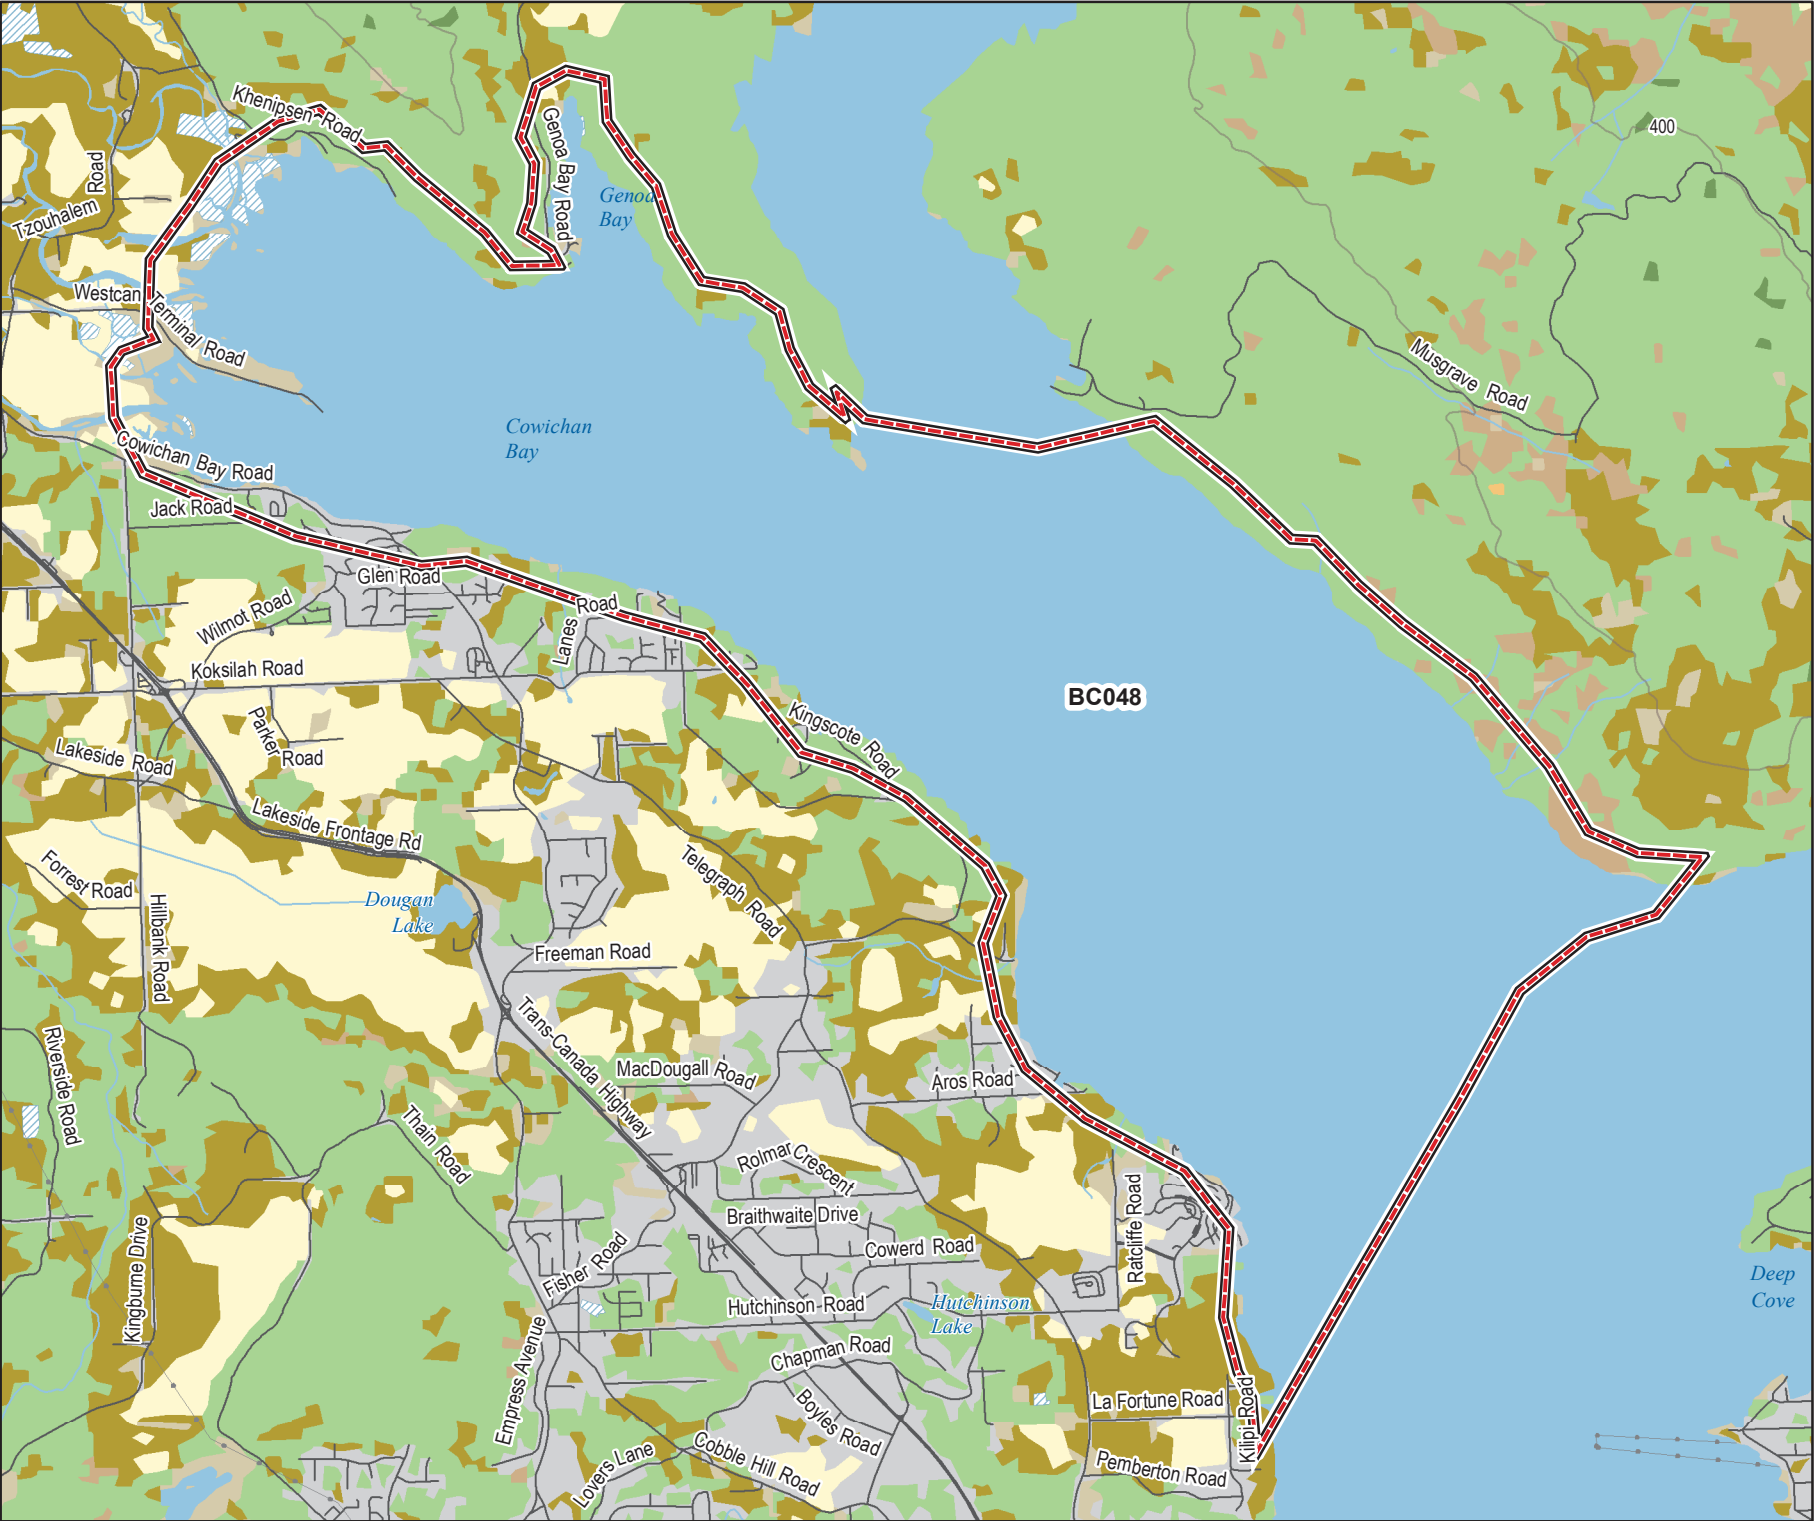 Khenipsen Road
400
Genoa Bay Road
Road
Genoa
Bay
Tzouhalem
Westcan
Terminal Road
Musgrave Road
Cowichan
Bay
Cowichan Bay Road
Jack Road
Glen Road
Wilmot Road
Road
Lanes
Koksilah Road
BC048
Parker
Road
Kingscote Road
Lakeside Road
Lakeside Frontage Rd
Telegraph Road
Forrest Road
Dougan
Lake
Hillbank Road
Freeman Road
Trans-Canada Highway
Riverside Road
MacDougall Road
Aros Road
Thain Road
Rolmar Crescent
Ratcliffe Road
Braithwaite Drive
Kingburne Drive
Cowerd Road
Fisher Road
Deep
Cove
Hutchinson Road
Hutchinson
Lake
Empress Avenue
Chapman Road
La Fortune Road
Kilipi Road
Boyles Road
Cobble Hill Road
Lovers Lane
Pemberton Road